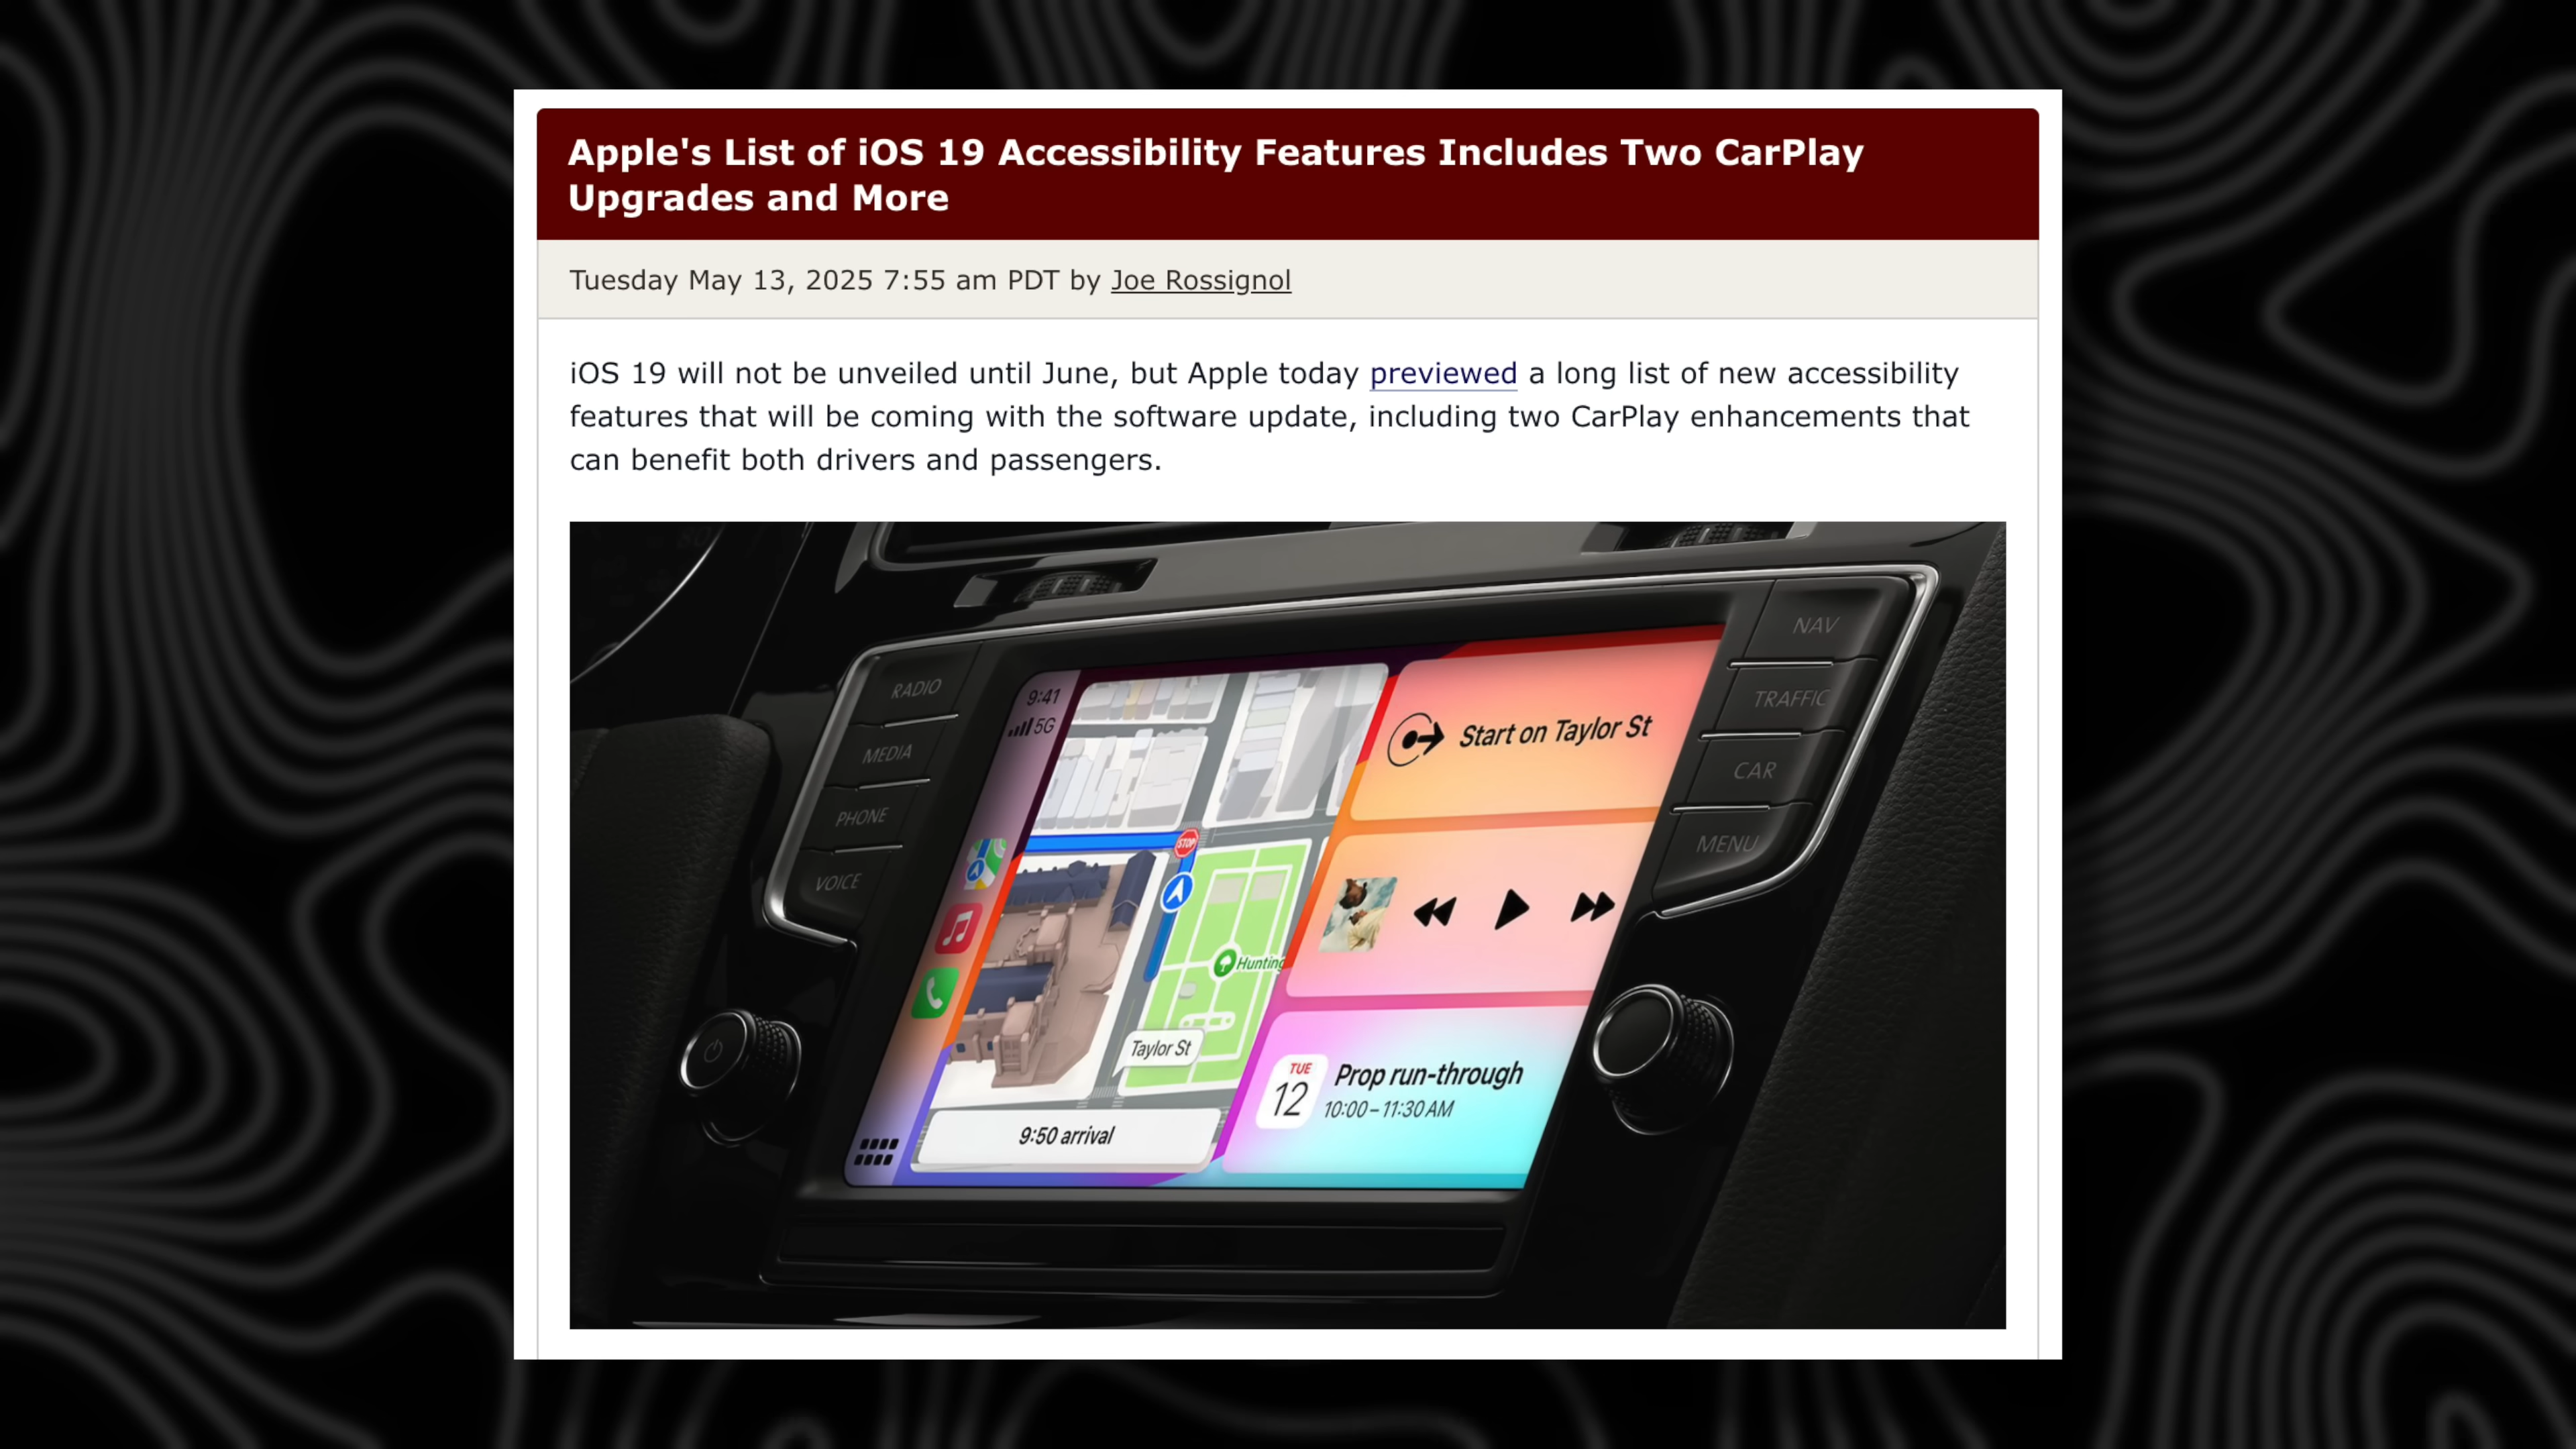 Apple's List of iOS 19 Accessibility Features Includes Two CarPlay
Upgrades and More
Tuesday May 13, 2025 7:55 am PDT by Joe Rossignol
iOS 19 will not be unveiled until June, but Apple today previewed a long list of new accessibility
features that will be coming with the software update, including two CarPlay enhancements that
can benefit both drivers and passengers.
RADIO
MEDIA
PHONE
VOICE
9:41
5G
STOP
Hunting
Taylor St
9:50 arrival
Start on Taylor St
TUE
12
Prop run-through
10:00 – 11:30 AM
NAV
TRAFFIC
CAR
MENU